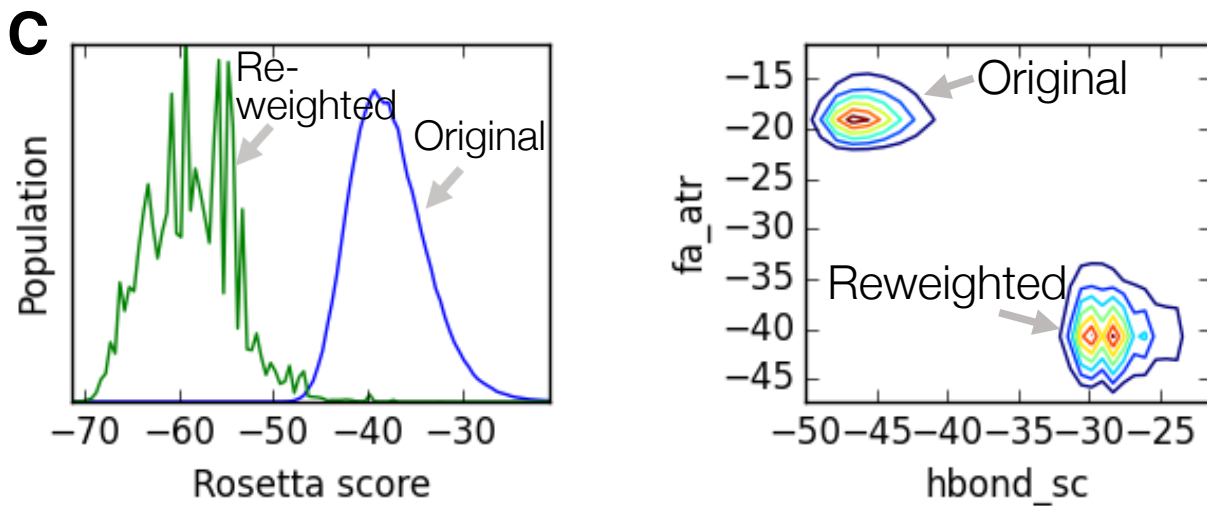 C
Re-
weighted
Original
Population
−70 −60 −50 −40 −30
Rosetta score
Original
Reweighted
fa_atr
−15
−20
−25
−30
−35
−40
−45
−50−45−40−35−30−25
hbond_sc